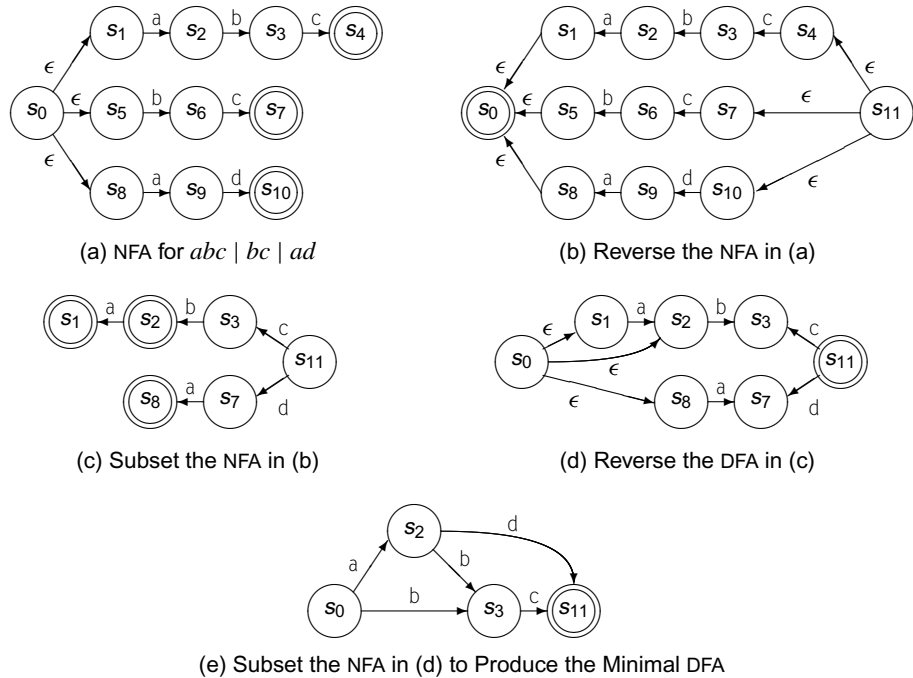 s1 a s2 b s3 c s4
ϵ
s0 ϵ s5 b s6 c s7
ϵ
s8 a s9 d s10
(a) NFA for abc | bc | ad
s1 a s2 b s3 c s4
ϵ ϵ
s0 ϵ s5 b s6 c s7 ϵ s11
ϵ ϵ
s8 a s9 d s10
(b) Reverse the NFA in (a)
s1 a s2 b s3
c
s11
s8 a s7 d
(c) Subset the NFA in (b)
s1 a s2 b s3
ϵ c
s0 s11
ϵ
ϵ s8 a s7 d
(d) Reverse the DFA in (c)
d
s2
a b
s0 b s3 c s11
(e) Subset the NFA in (d) to Produce the Minimal DFA